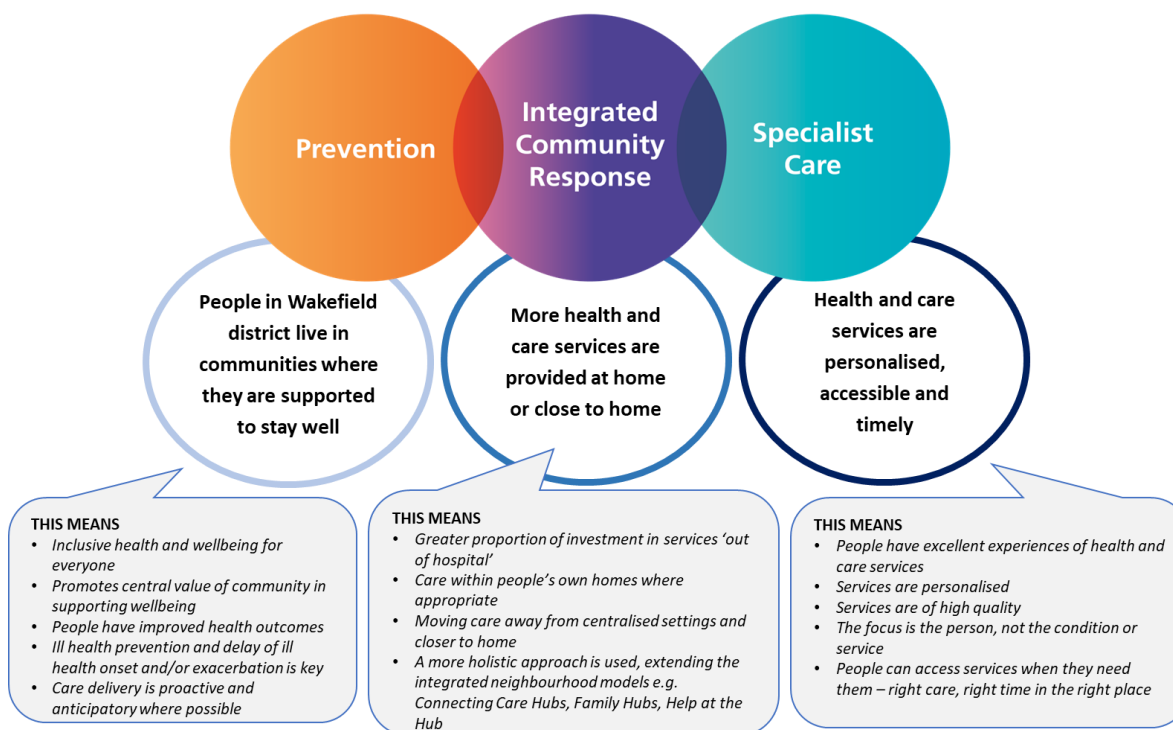 Prevention
Integrated
Community
Response
Specialist
Care
People in Wakefield
district live in
communities where
they are supported
to stay well
More health and
care services are
provided at home
or close to home
Health and care
services are
personalised,
accessible and
timely
THIS MEANS
• Inclusive health and wellbeing for
everyone
• Promotes central value of community in
supporting wellbeing
• People have improved health outcomes
• Ill health prevention and delay of ill
health onset and/or exacerbation is key
• Care delivery is proactive and
anticipatory where possible
THIS MEANS
• Greater proportion of investment in services ‘out
of hospital’
• Care within people’s own homes where
appropriate
• Moving care away from centralised settings and
closer to home
• A more holistic approach is used, extending the
integrated neighbourhood models e.g.
Connecting Care Hubs, Family Hubs, Help at the
Hub
THIS MEANS
• People have excellent experiences of health and
care services
• Services are personalised
• Services are of high quality
• The focus is the person, not the condition or
service
• People can access services when they need
them – right care, right time in the right place